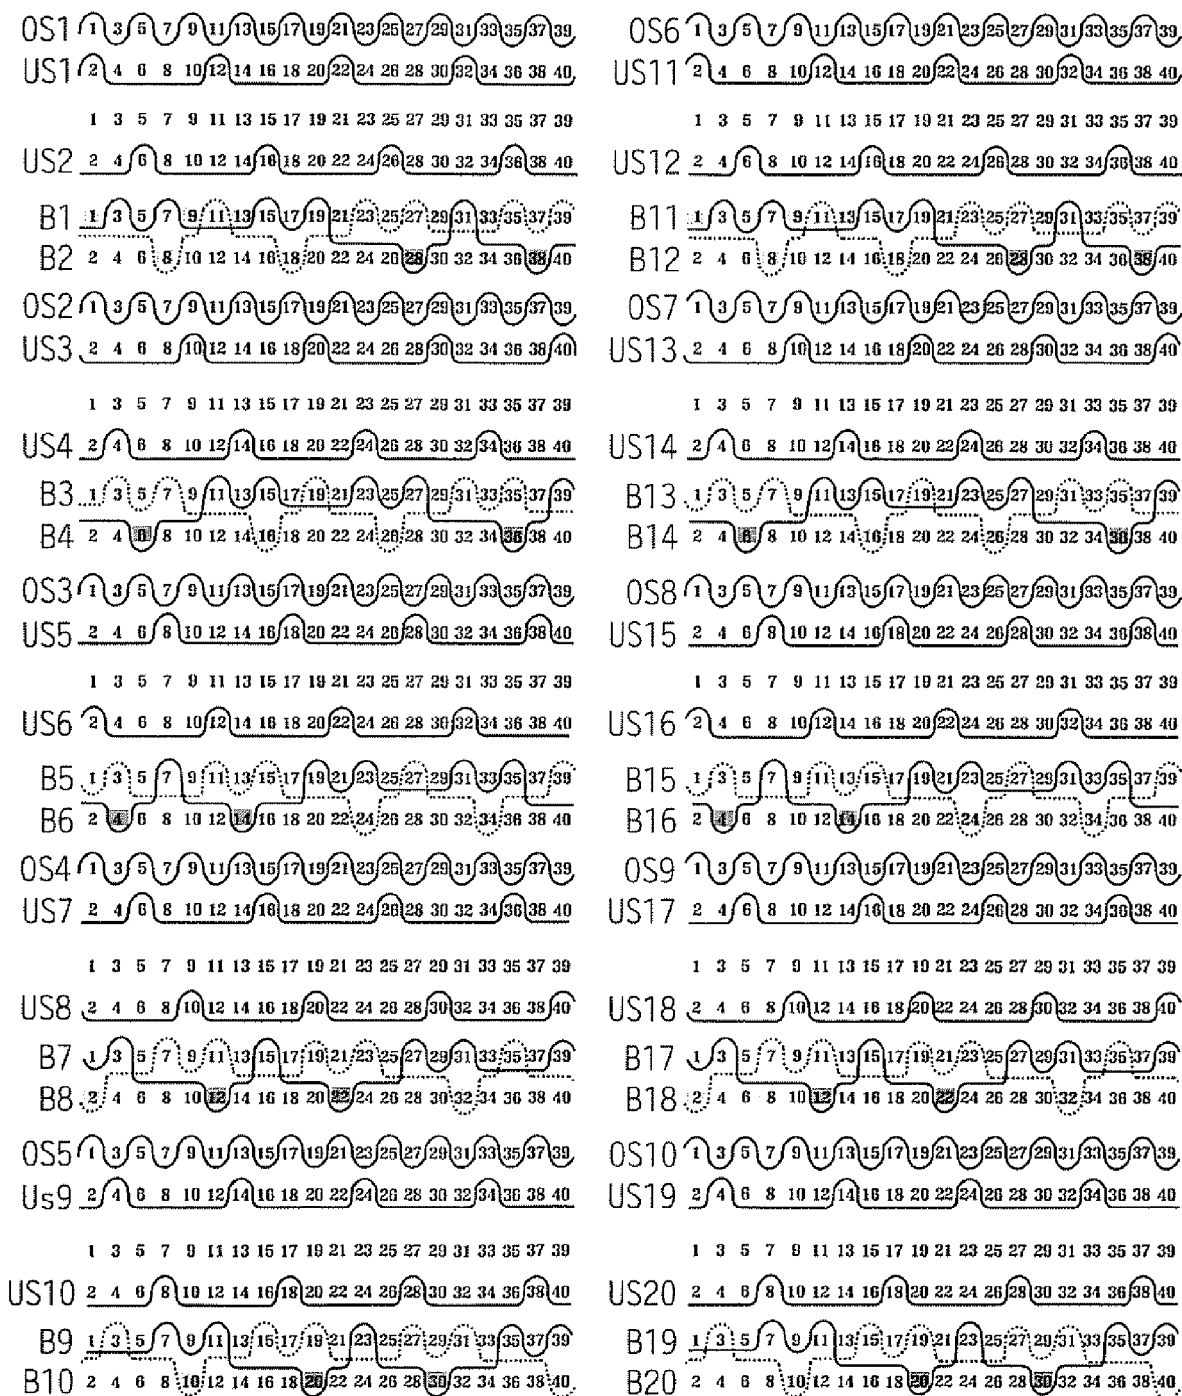 OS1 1 3 5 7 9 11 13 15 17 19 21 23 25 27 29 31 33 35 37 39
US1 2 4 6 8 10 12 14 16 18 20 22 24 26 28 30 32 34 36 38 40
1 3 5 7 9 11 13 15 17 19 21 23 25 27 29 31 33 35 37 39
US2 2 4 6 8 10 12 14 16 18 20 22 24 26 28 30 32 34 36 38 40
B1 1 3 5 7 9 11 13 15 17 19 21 23 25 27 29 31 33 35 37 39
B2 2 4 6 8 10 12 14 16 18 20 22 24 26 28 30 32 34 36 38 40
OS2 1 3 5 7 9 11 13 15 17 19 21 23 25 27 29 31 33 35 37 39
US3 2 4 6 8 10 12 14 16 18 20 22 24 26 28 30 32 34 36 38 40
1 3 5 7 9 11 13 15 17 19 21 23 25 27 29 31 33 35 37 39
US4 2 4 6 8 10 12 14 16 18 20 22 24 26 28 30 32 34 36 38 40
B3 1 3 5 7 9 11 13 15 17 19 21 23 25 27 29 31 33 35 37 39
B4 2 4 6 8 10 12 14 16 18 20 22 24 26 28 30 32 34 36 38 40
OS3 1 3 5 7 9 11 13 15 17 19 21 23 25 27 29 31 33 35 37 39
US5 2 4 6 8 10 12 14 16 18 20 22 24 26 28 30 32 34 36 38 40
1 3 5 7 9 11 13 15 17 19 21 23 25 27 29 31 33 35 37 39
US6 2 4 6 8 10 12 14 16 18 20 22 24 26 28 30 32 34 36 38 40
B5 1 3 5 7 9 11 13 15 17 19 21 23 25 27 29 31 33 35 37 39
B6 2 4 6 8 10 12 14 16 18 20 22 24 26 28 30 32 34 36 38 40
OS4 1 3 5 7 9 11 13 15 17 19 21 23 25 27 29 31 33 35 37 39
US7 2 4 6 8 10 12 14 16 18 20 22 24 26 28 30 32 34 36 38 40
1 3 5 7 9 11 13 15 17 19 21 23 25 27 29 31 33 35 37 39
US8 2 4 6 8 10 12 14 16 18 20 22 24 26 28 30 32 34 36 38 40
B7 1 3 5 7 9 11 13 15 17 19 21 23 25 27 29 31 33 35 37 39
B8 2 4 6 8 10 12 14 16 18 20 22 24 26 28 30 32 34 36 38 40
OS5 1 3 5 7 9 11 13 15 17 19 21 23 25 27 29 31 33 35 37 39
Us9 2 4 6 8 10 12 14 16 18 20 22 24 26 28 30 32 34 36 38 40
1 3 5 7 9 11 13 15 17 19 21 23 25 27 29 31 33 35 37 39
US10 2 4 6 8 10 12 14 16 18 20 22 24 26 28 30 32 34 36 38 40
B9 1 3 5 7 9 11 13 15 17 19 21 23 25 27 29 31 33 35 37 39
B10 2 4 6 8 10 12 14 16 18 20 22 24 26 28 30 32 34 36 38 40
OS6 1 3 5 7 9 11 13 15 17 19 21 23 25 27 29 31 33 35 37 39
US11 2 4 6 8 10 12 14 16 18 20 22 24 26 28 30 32 34 36 38 40
1 3 5 7 9 11 13 15 17 19 21 23 25 27 29 31 33 35 37 39
US12 2 4 6 8 10 12 14 16 18 20 22 24 26 28 30 32 34 36 38 40
B11 1 3 5 7 9 11 13 15 17 19 21 23 25 27 29 31 33 35 37 39
B12 2 4 6 8 10 12 14 16 18 20 22 24 26 28 30 32 34 36 38 40
OS7 1 3 5 7 9 11 13 15 17 19 21 23 25 27 29 31 33 35 37 39
US13 2 4 6 8 10 12 14 16 18 20 22 24 26 28 30 32 34 36 38 40
1 3 5 7 9 11 13 15 17 19 21 23 25 27 29 31 33 35 37 39
US14 2 4 6 8 10 12 14 16 18 20 22 24 26 28 30 32 34 36 38 40
B13 1 3 5 7 9 11 13 15 17 19 21 23 25 27 29 31 33 35 37 39
B14 2 4 6 8 10 12 14 16 18 20 22 24 26 28 30 32 34 36 38 40
OS8 1 3 5 7 9 11 13 15 17 19 21 23 25 27 29 31 33 35 37 39
US15 2 4 6 8 10 12 14 16 18 20 22 24 26 28 30 32 34 36 38 40
1 3 5 7 9 11 13 15 17 19 21 23 25 27 29 31 33 35 37 39
US16 2 4 6 8 10 12 14 16 18 20 22 24 26 28 30 32 34 36 38 40
B15 1 3 5 7 9 11 13 15 17 19 21 23 25 27 29 31 33 35 37 39
B16 2 4 6 8 10 12 14 16 18 20 22 24 26 28 30 32 34 36 38 40
OS9 1 3 5 7 9 11 13 15 17 19 21 23 25 27 29 31 33 35 37 39
US17 2 4 6 8 10 12 14 16 18 20 22 24 26 28 30 32 34 36 38 40
1 3 5 7 9 11 13 15 17 19 21 23 25 27 29 31 33 35 37 39
US18 2 4 6 8 10 12 14 16 18 20 22 24 26 28 30 32 34 36 38 40
B17 1 3 5 7 9 11 13 15 17 19 21 23 25 27 29 31 33 35 37 39
B18 2 4 6 8 10 12 14 16 18 20 22 24 26 28 30 32 34 36 38 40
OS10 1 3 5 7 9 11 13 15 17 19 21 23 25 27 29 31 33 35 37 39
US19 2 4 6 8 10 12 14 16 18 20 22 24 26 28 30 32 34 36 38 40
1 3 5 7 9 11 13 15 17 19 21 23 25 27 29 31 33 35 37 39
US20 2 4 6 8 10 12 14 16 18 20 22 24 26 28 30 32 34 36 38 40
B19 1 3 5 7 9 11 13 15 17 19 21 23 25 27 29 31 33 35 37 39
B20 2 4 6 8 10 12 14 16 18 20 22 24 26 28 30 32 34 36 38 40